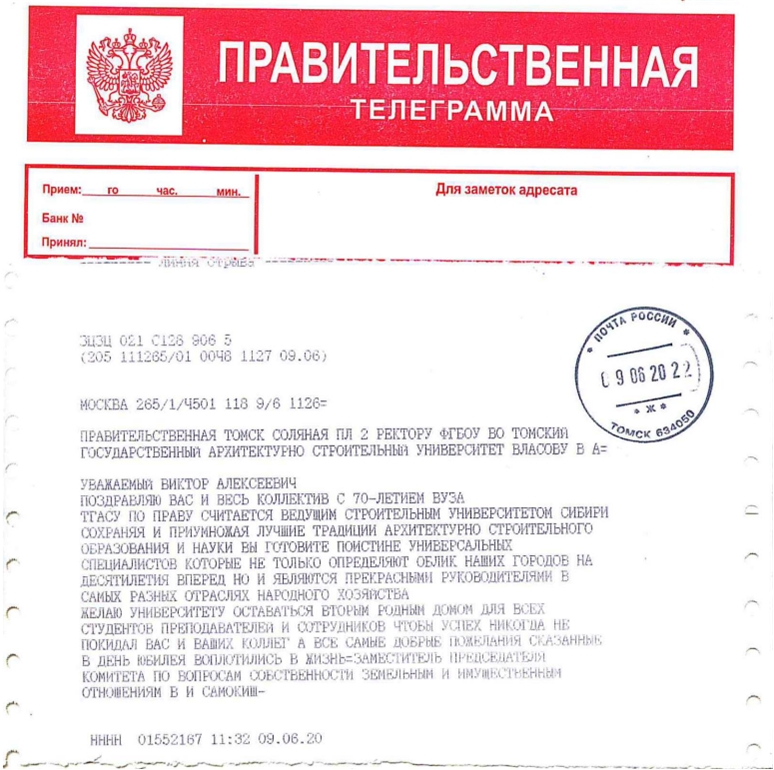 ПРАВИТЕЛЬСТВЕННАЯ
ТЕЛЕГРАММА
Прием: го час. мин.
Банк №
Принял:
Для заметок адресата
линия отрыва
ЗЦЗЦ 021 С128 906 5
(205 111265/01 0048 1127 09.06)
ПОЧТА РОССИИ
09 06 20 22
* Ж *
ТОМСК 634050
МОСКВА 265/1/Ч501 118 9/6 1126=
ПРАВИТЕЛЬСТВЕННАЯ ТОМСК СОЛЯНАЯ ПЛ 2 РЕКТОРУ ФГБОУ ВО ТОМСКИЙ
ГОСУДАРСТВЕННЫЙ АРХИТЕКТУРНО СТРОИТЕЛЬНЫЙ УНИВЕРСИТЕТ ВЛАСОВУ В А=
УВАЖАЕМЫЙ ВИКТОР АЛЕКСЕЕВИЧ
ПОЗДРАВЛЯЮ ВАС И ВЕСЬ КОЛЛЕКТИВ С 70-ЛЕТИЕМ ВУЗА
ТГАСУ ПО ПРАВУ СЧИТАЕТСЯ ВЕДУЩИМ СТРОИТЕЛЬНЫМ УНИВЕРСИТЕТОМ СИБИРИ
СОХРАНЯЯ И ПРИУМНОЖАЯ ЛУЧШИЕ ТРАДИЦИИ АРХИТЕКТУРНО СТРОИТЕЛЬНОГО
ОБРАЗОВАНИЯ И НАУКИ ВЫ ГОТОВИТЕ ПОИСТИНЕ УНИВЕРСАЛЬНЫХ
СПЕЦИАЛИСТОВ КОТОРЫЕ НЕ ТОЛЬКО ОПРЕДЕЛЯЮТ ОБЛИК НАШИХ ГОРОДОВ НА
ДЕСЯТИЛЕТИЯ ВПЕРЕД НО И ЯВЛЯЮТСЯ ПРЕКРАСНЫМИ РУКОВОДИТЕЛЯМИ В
САМЫХ РАЗНЫХ ОТРАСЛЯХ НАРОДНОГО ХОЗЯЙСТВА
ЖЕЛАЮ УНИВЕРСИТЕТУ ОСТАВАТЬСЯ ВТОРЫМ РОДНЫМ ДОМОМ ДЛЯ ВСЕХ
СТУДЕНТОВ ПРЕПОДАВАТЕЛЕЙ И СОТРУДНИКОВ ЧТОБЫ УСПЕХ НИКОГДА НЕ
ПОКИДАЛ ВАС И ВАШИХ КОЛЛЕГ А ВСЕ САМЫЕ ДОБРЫЕ ПОЖЕЛАНИЯ СКАЗАННЫЕ
В ДЕНЬ ЮБИЛЕЯ ВОПЛОТИЛИСЬ В ЖИЗНЬ=ЗАМЕСТИТЕЛЬ ПРЕДСЕДАТЕЛЯ
КОМИТЕТА ПО ВОПРОСАМ СОБСТВЕННОСТИ ЗЕМЕЛЬНЫМ И ИМУЩЕСТВЕННЫМ
ОТНОШЕНИЯМ В И САМОКИШ-
НННН 01552167 11:32 09.06.20